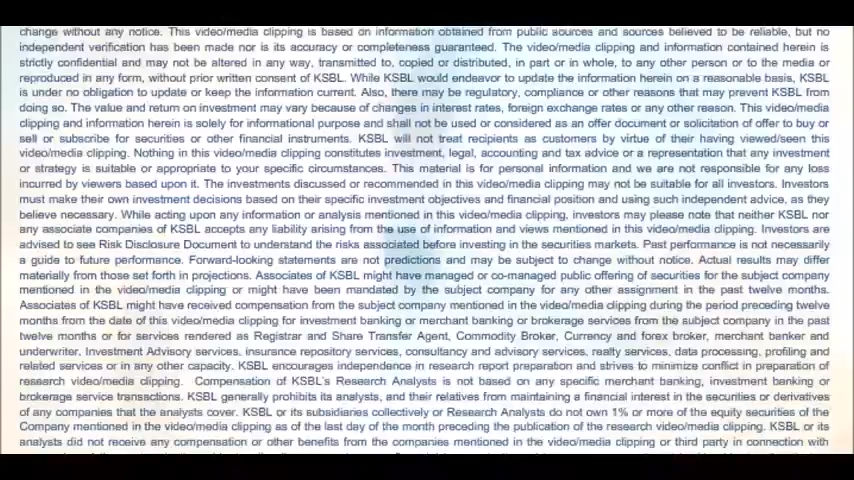 change without any notice. This video/media clipping is based on information obtained from public sources and sources believed to be reliable, but no
independent verification has been made nor is its accuracy or completeness guaranteed. The video/media clipping and information contained herein is
strictly confidential and may not be altered in any way, transmitted to, copied or distributed, in part or in whole, to any other person or to the media or
reproduced in any form, without prior written consent of KSBL. While KSBL would endeavor to update the information herein on a reasonable basis, KSBL
is under no obligation to update or keep the information current. Also, there may be regulatory, compliance or other reasons that may prevent KSBL from
doing so. The value and return on investment may vary because of changes in interest rates, foreign exchange rates or any other reason. This video/media
clipping and information herein is solely for informational purpose and shall not be used or considered as an offer document or solicitation of offer to buy or
sell or subscribe for securities or other financial instruments. KSBL will not treat recipients as customers by virtue of their having viewed/seen this
video/media clipping. Nothing in this video/media clipping constitutes investment, legal, accounting and tax advice or a representation that any investment
or strategy is suitable or appropriate to your specific circumstances. This material is for personal information and we are not responsible for any loss
incurred by viewers based upon it. The investments discussed or recommended in this video/media clipping may not be suitable for all investors. Investors
must make their own investment decisions based on their specific investment objectives and financial position and using such independent advice, as they
believe necessary. While acting upon any information or analysis mentioned in this video/media clipping, investors may please note that neither KSBL nor
any associate companies of KSBL accepts any liability arising from the use of information and views mentioned in this video/media clipping. Investors are
advised to see Risk Disclosure Document to understand the risks associated before investing in the securities markets. Past performance is not necessarily
a guide to future performance. Forward-looking statements are not predictions and may be subject to change without notice. Actual results may differ
materially from those set forth in projections. Associates of KSBL might have managed or co-managed public offering of securities for the subject company
mentioned in the video/media clipping or might have been mandated by the subject company for any other assignment in the past twelve months.
Associates of KSBL might have received compensation from the subject company mentioned in the video/media clipping during the period preceding twelve
months from the date of this video/media clipping for investment banking or merchant banking or brokerage services from the subject company in the past
twelve months or for services rendered as Registrar and Share Transfer Agent, Commodity Broker, Currency and forex broker, merchant banker and
underwriter, Investment Advisory services, insurance repository services, consultancy and advisory services, realty services, data processing, profiling and
related services or in any other capacity. KSBL encourages independence in research report preparation and strives to minimize conflict in preparation of
research video/media clipping. Compensation of KSBL's Research Analysts is not based on any specific merchant banking, investment banking or
brokerage service transactions. KSBL generally prohibits its analysts, and their relatives from maintaining a financial interest in the securities or derivatives
of any companies that the analysts cover. KSBL or its subsidiaries collectively or Research Analysts do not own 1% or more of the equity securities of the
Company mentioned in the video/media clipping as of the last day of the month preceding the publication of the research video/media clipping. KSBL or its
analysts did not receive any compensation or other benefits from the companies mentioned in the video/media clipping or third party in connection with